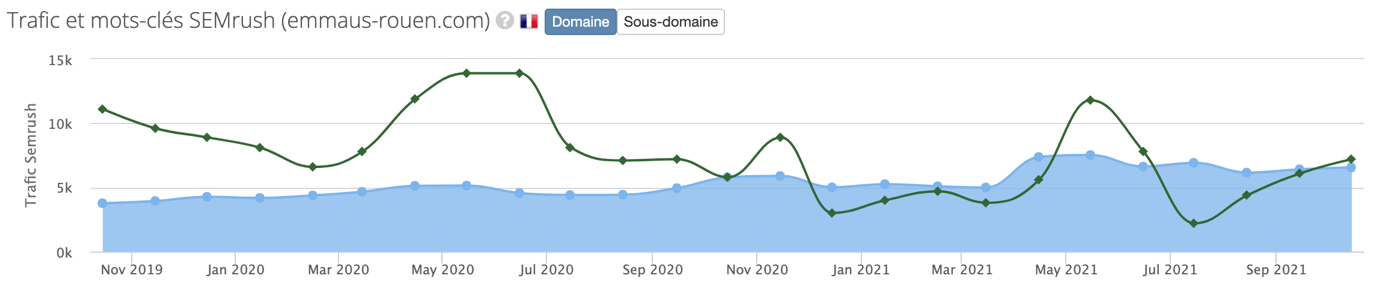 Trafic et mots-clés SEMrush (emmaus-rouen.com) ? Domaine Sous-domaine
15k
10k
5k
0k
Trafic Semrush
Nov 2019 Jan 2020 Mar 2020 May 2020 Jul 2020 Sep 2020 Nov 2020 Jan 2021 Mar 2021 May 2021 Jul 2021 Sep 2021